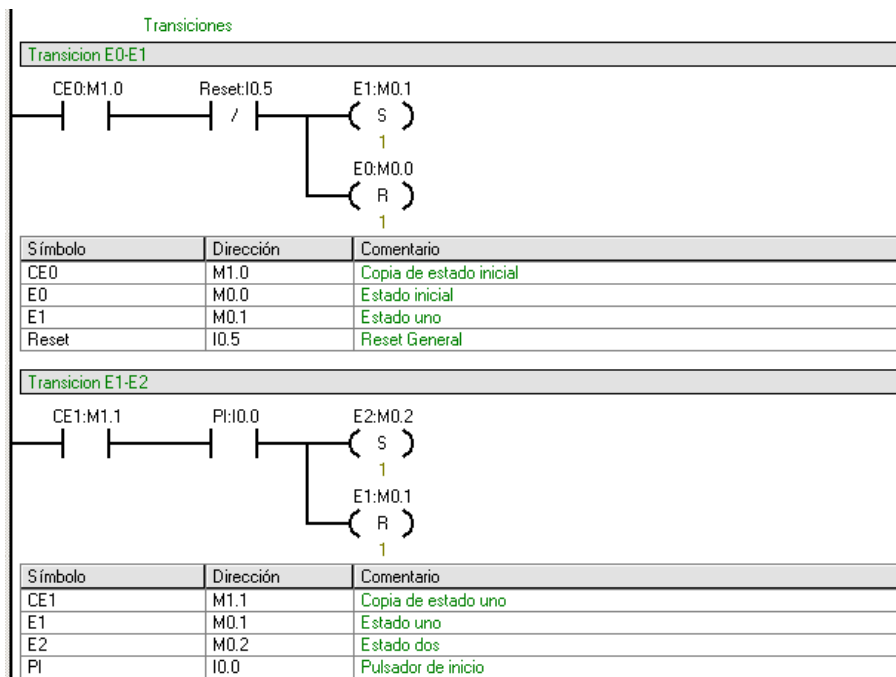 Transiciones
Transicion E0-E1
CE0:M1.0 Reset:I0.5 E1:M0.1
/ S
1
E0:M0.0
R
1
Símbolo Dirección Comentario
CE0 M1.0 Copia de estado inicial
E0 M0.0 Estado inicial
E1 M0.1 Estado uno
Reset I0.5 Reset General
Transicion E1-E2
CE1:M1.1 PI:I0.0 E2:M0.2
S
1
E1:M0.1
R
1
Símbolo Dirección Comentario
CE1 M1.1 Copia de estado uno
E1 M0.1 Estado uno
E2 M0.2 Estado dos
PI I0.0 Pulsador de inicio